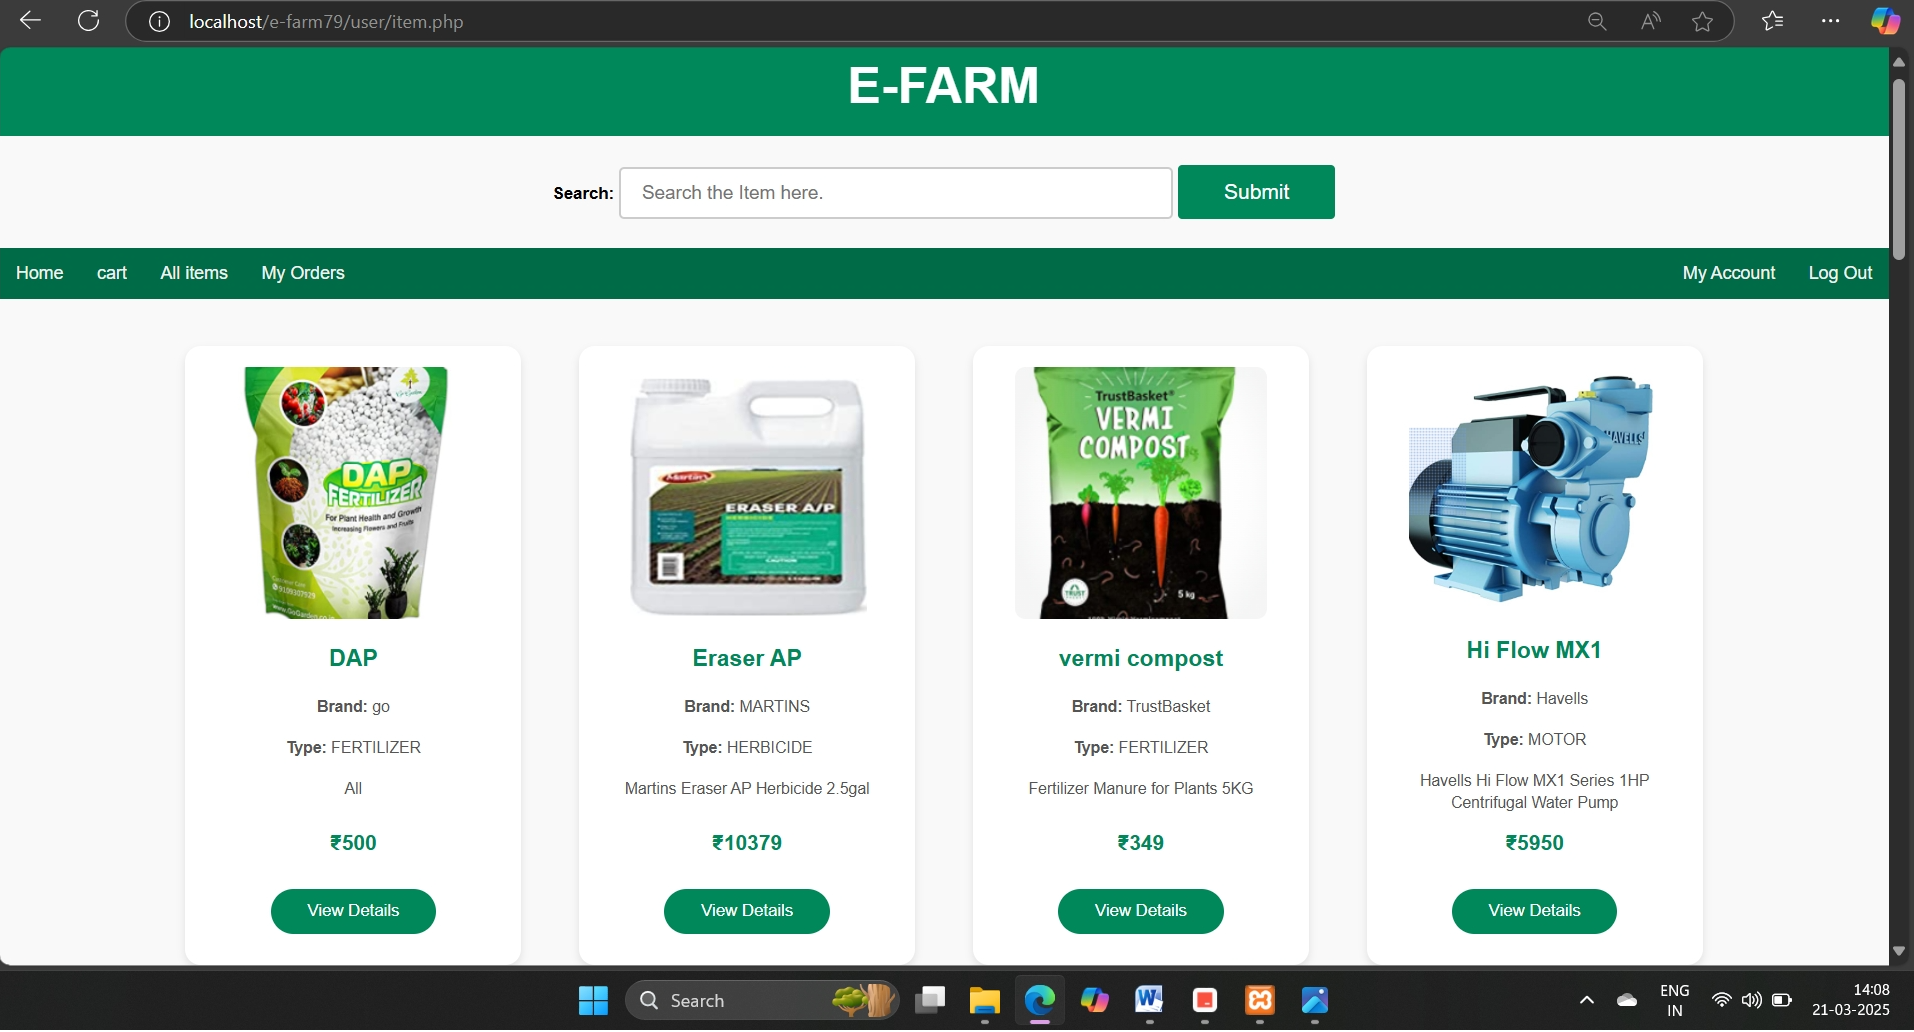 localhost/e-farm79/user/item.php
E-FARM
Search: Search the Item here. Submit
Home cart All items My Orders My Account Log Out
DAP
FERTILIZER
For Plant Health and Growth
Increasing Flowers and Fruits
DAP
Brand: go
Type: FERTILIZER
All
₹500
View Details
Martin's
ERASER A/P
HERBICIDE
CAUTION
Eraser AP
Brand: MARTINS
Type: HERBICIDE
Martins Eraser AP Herbicide 2.5gal
₹10379
View Details
TrustBasket®
VERMI
COMPOST
TRUST
5 kg
vermi compost
Brand: TrustBasket
Type: FERTILIZER
Fertilizer Manure for Plants 5KG
₹349
View Details
HAVELLS
Hi Flow MX1
Brand: Havells
Type: MOTOR
Havells Hi Flow MX1 Series 1HP
Centrifugal Water Pump
₹5950
View Details
Search
ENG
IN
14:08
21-03-2025